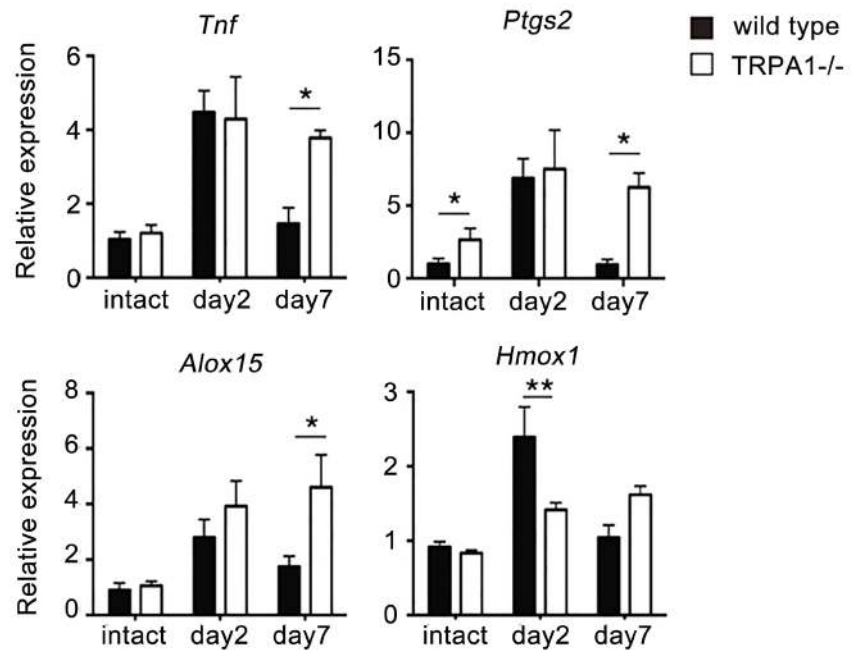 Tnf
Ptgs2
wild type
TRPA1-/-
Relative expression
6
4
2
0
*
intact day2 day7
15
10
5
0
*
*
intact day2 day7
Alox15
Hmox1
Relative expression
8
6
4
2
0
*
intact day2 day7
3
2
1
0
**
intact day2 day7